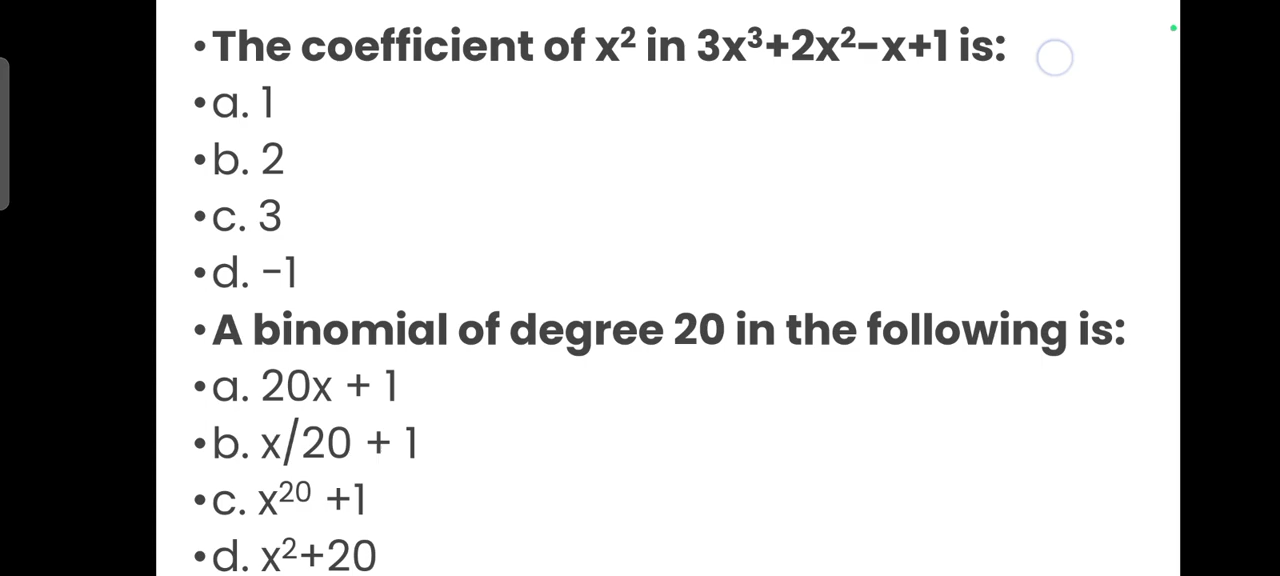 •The coefficient of x² in 3x³+2x²−x+1 is:
•a. 1
•b. 2
•c. 3
•d. −1
•A binomial of degree 20 in the following is:
•a. 20x + 1
•b. x/20 + 1
•c. x²⁰ +1
•d. x²+20